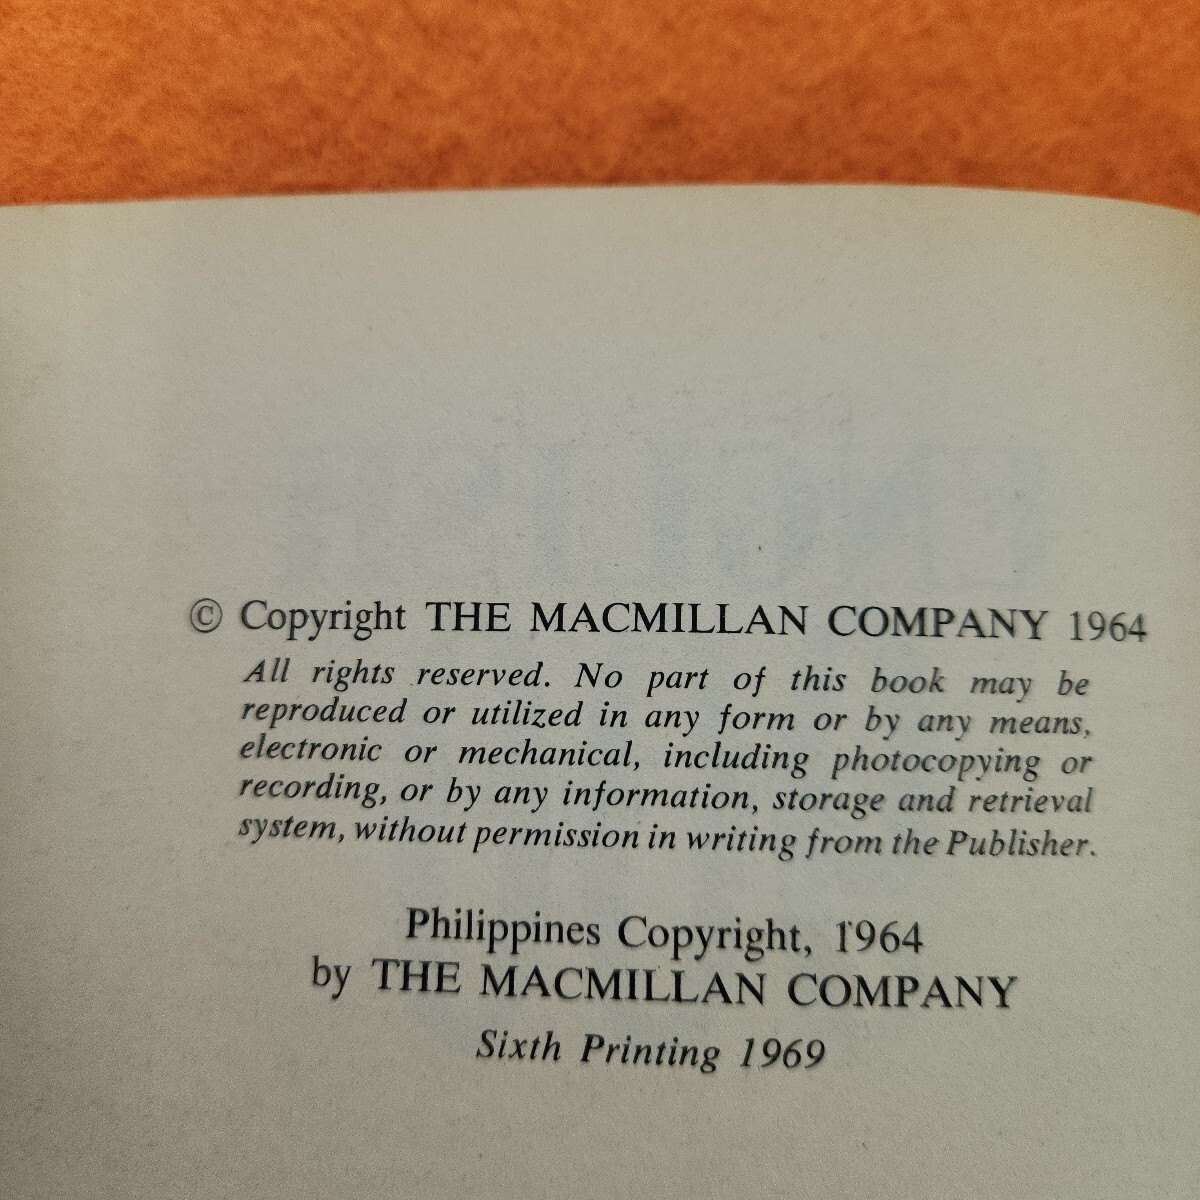 © Copyright THE MACMILLAN COMPANY 1964
All rights reserved. No part of this book may be
reproduced or utilized in any form or by any means,
electronic or mechanical, including photocopying or
recording, or by any information, storage and retrieval
system, without permission in writing from the Publisher.
Philippines Copyright, 1964
by THE MACMILLAN COMPANY
Sixth Printing 1969